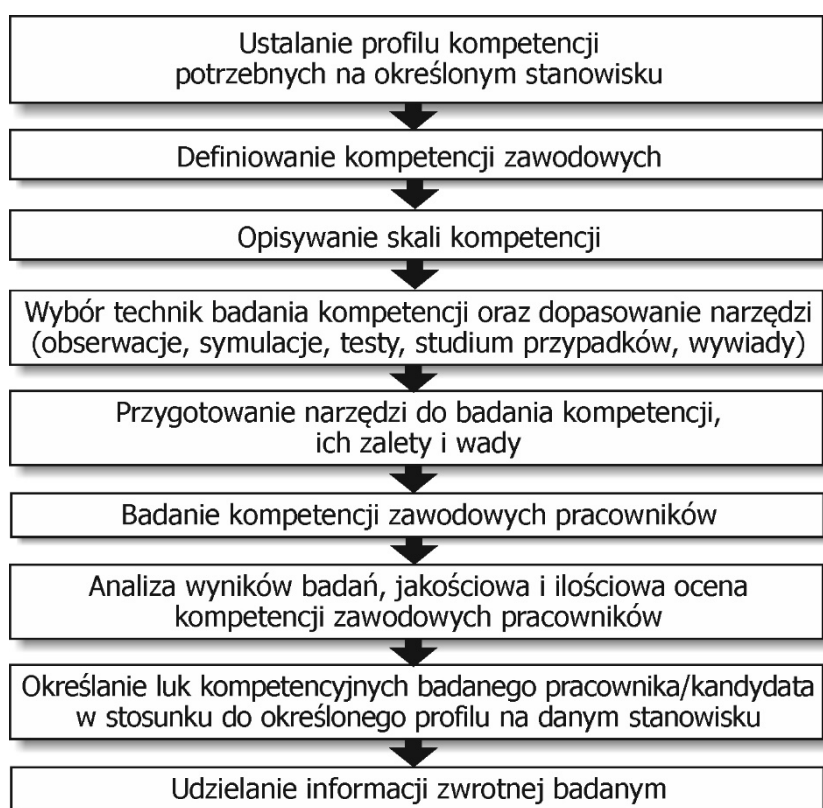 Ustalanie profilu kompetencji
potrzebnych na określonym stanowisku
Definiowanie kompetencji zawodowych
Opisywanie skali kompetencji
Wybór technik badania kompetencji oraz dopasowanie narzędzi
(obserwacje, symulacje, testy, studium przypadków, wywiady)
Przygotowanie narzędzi do badania kompetencji,
ich zalety i wady
Badanie kompetencji zawodowych pracowników
Analiza wyników badań, jakościowa i ilościowa ocena
kompetencji zawodowych pracowników
Określanie luk kompetencyjnych badanego pracownika/kandydata
w stosunku do określonego profilu na danym stanowisku
Udzielanie informacji zwrotnej badanym